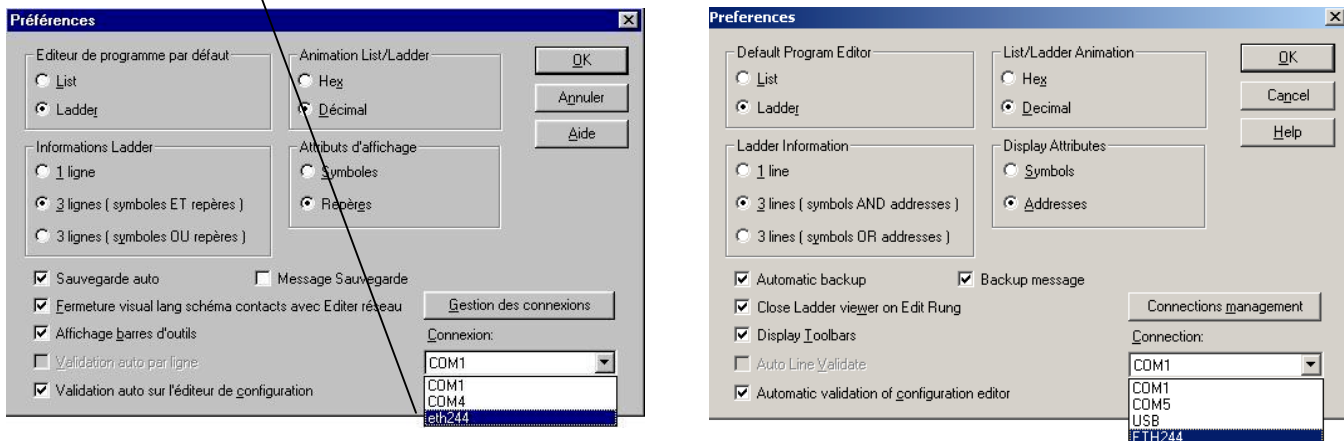 Préférences
Editeur de programme par défaut
List
Ladder
Animation List/Ladder
Hex
Décimal
OK
Annuler
Aide
Informations Ladder
1 ligne
3 lignes ( symboles ET repères )
3 lignes ( symboles OU repères )
Attributs d'affichage
Symboles
Repères
Sauvegarde auto
Message Sauvegarde
Fermeture visual lang schéma contacts avec Editer réseau
Affichage barres d'outils
Validation auto par ligne
Validation auto sur l'éditeur de configuration
Gestion des connexions
Connexion:
COM1
COM1
COM4
eth244
Preferences
Default Program Editor
List
Ladder
List/Ladder Animation
Hex
Decimal
OK
Cancel
Help
Ladder Information
1 line
3 lines ( symbols AND addresses )
3 lines ( symbols OR addresses )
Display Attributes
Symbols
Addresses
Automatic backup
Backup message
Close Ladder viewer on Edit Rung
Display Toolbars
Auto Line Validate
Automatic validation of configuration editor
Connections management
Connection:
COM1
COM1
COM5
USB
ETH244